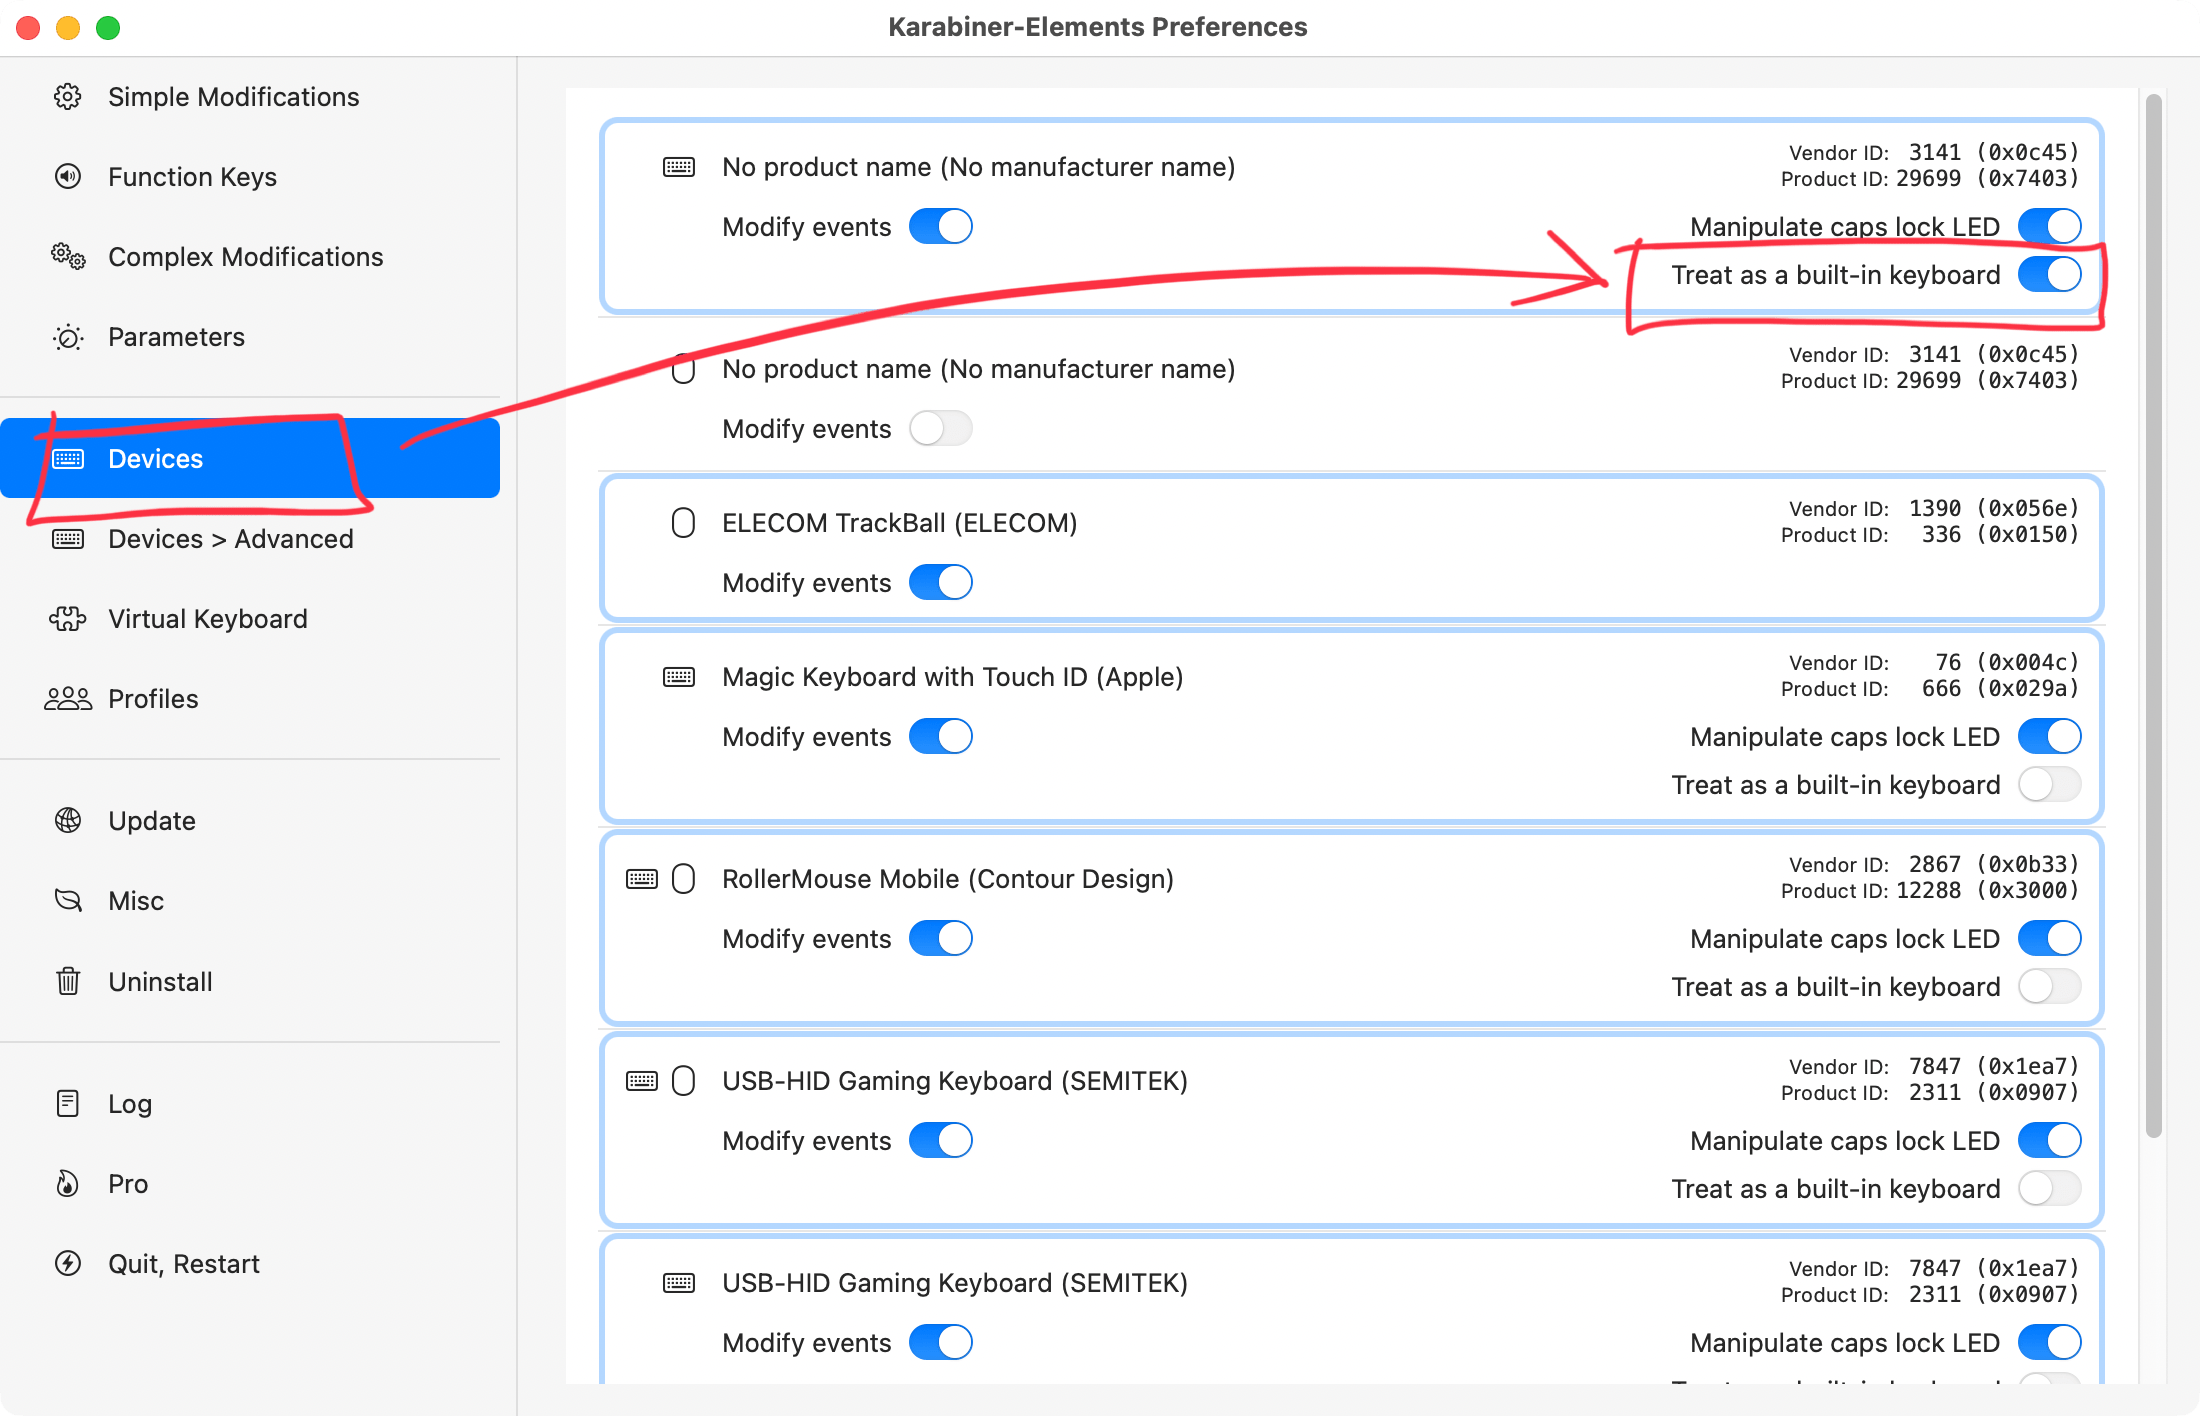 Karabiner-Elements Preferences
Simple Modifications
Function Keys
Complex Modifications
Parameters
Devices
Devices > Advanced
Virtual Keyboard
Profiles
Update
Misc
Uninstall
Log
Pro
Quit, Restart
No product name (No manufacturer name)
Vendor ID: 3141 (0x0c45)
Product ID: 29699 (0x7403)
Modify events
Manipulate caps lock LED
Treat as a built-in keyboard
No product name (No manufacturer name)
Vendor ID: 3141 (0x0c45)
Product ID: 29699 (0x7403)
Modify events
ELECOM TrackBall (ELECOM)
Vendor ID: 1390 (0x056e)
Product ID: 336 (0x0150)
Modify events
Magic Keyboard with Touch ID (Apple)
Vendor ID: 76 (0x004c)
Product ID: 666 (0x029a)
Modify events
Manipulate caps lock LED
Treat as a built-in keyboard
RollerMouse Mobile (Contour Design)
Vendor ID: 2867 (0x0b33)
Product ID: 12288 (0x3000)
Modify events
Manipulate caps lock LED
Treat as a built-in keyboard
USB-HID Gaming Keyboard (SEMITEK)
Vendor ID: 7847 (0x1ea7)
Product ID: 2311 (0x0907)
Modify events
Manipulate caps lock LED
Treat as a built-in keyboard
USB-HID Gaming Keyboard (SEMITEK)
Vendor ID: 7847 (0x1ea7)
Product ID: 2311 (0x0907)
Modify events
Manipulate caps lock LED